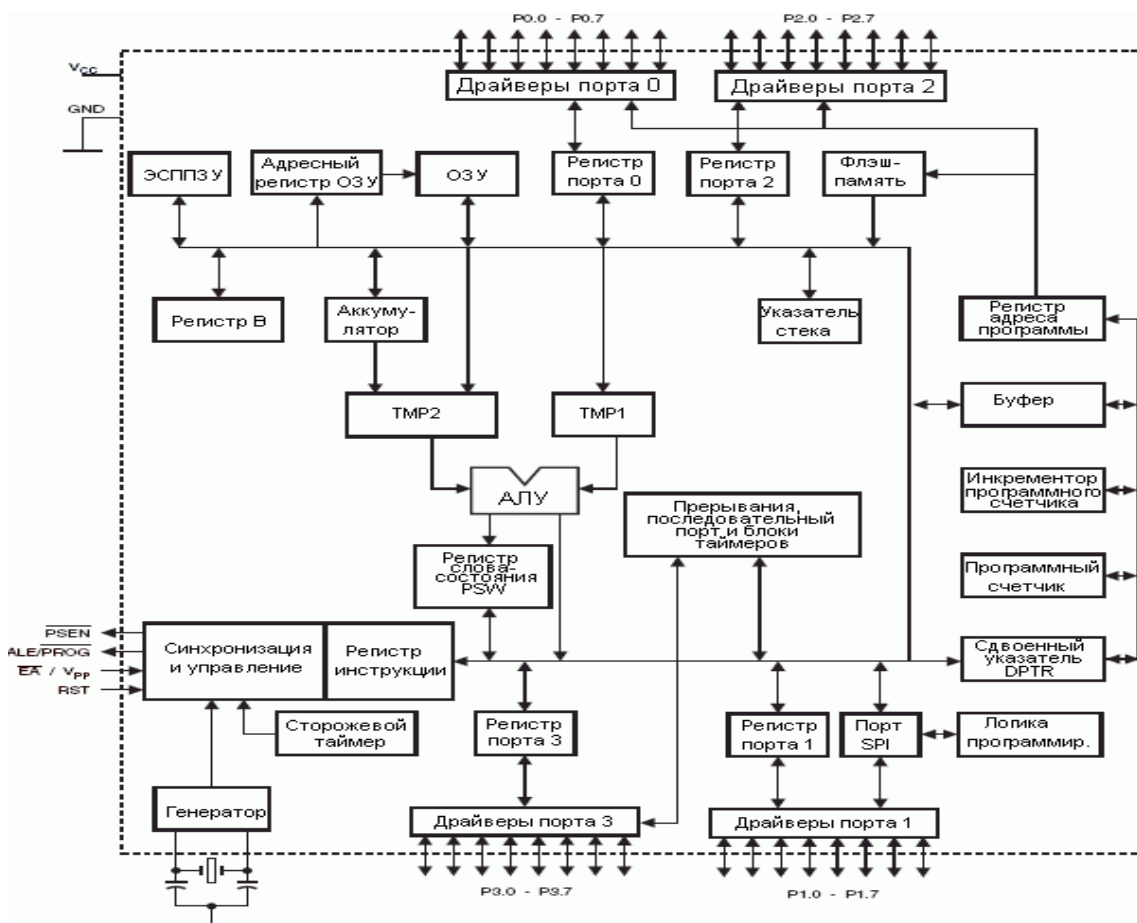 P0.0 - P0.7
P2.0 - P2.7
VCC
GND
Драйверы порта 0
Драйверы порта 2
ЭСППЗУ
Адресный
регистр ОЗУ
ОЗУ
Регистр
порта 0
Регистр
порта 2
Флэш-
память
Регистр В
Аккуму-
лятор
Указатель
стека
Регистр
адреса
программы
TMP2
TMP1
Буфер
АЛУ
Прерывания,
последовательный
порт и блоки
таймеров
Инкрементор
программного
счетчика
Регистр
слова-
состояния
PSW
Программный
счетчик
PSEN
ALE/PROG
EA / VPP
RST
Синхронизация
и управление
Регистр
инструкции
Сдвоенный
указатель
DPTR
Сторожевой
таймер
Регистр
порта 3
Регистр
порта 1
Порт
SPI
Логика
программир.
Генератор
Драйверы порта 3
Драйверы порта 1
P3.0 - P3.7
P1.0 - P1.7